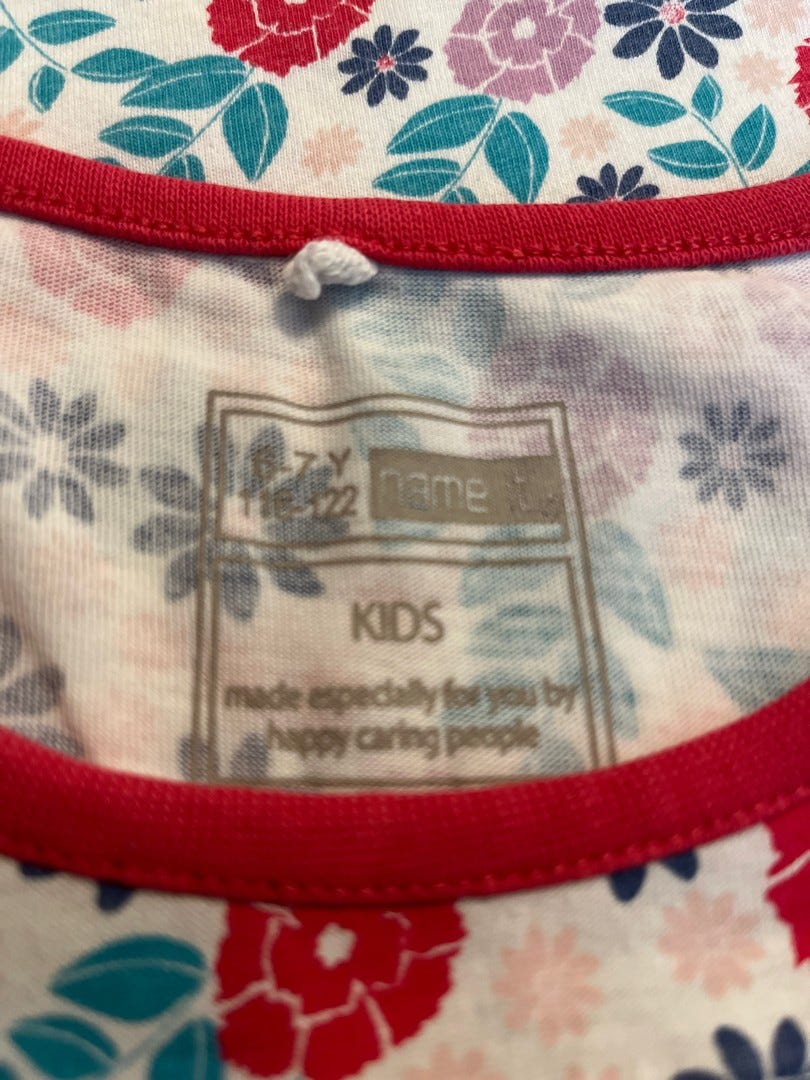 6-7 Y
116-122
name it
KIDS
made especially for you by
happy caring people